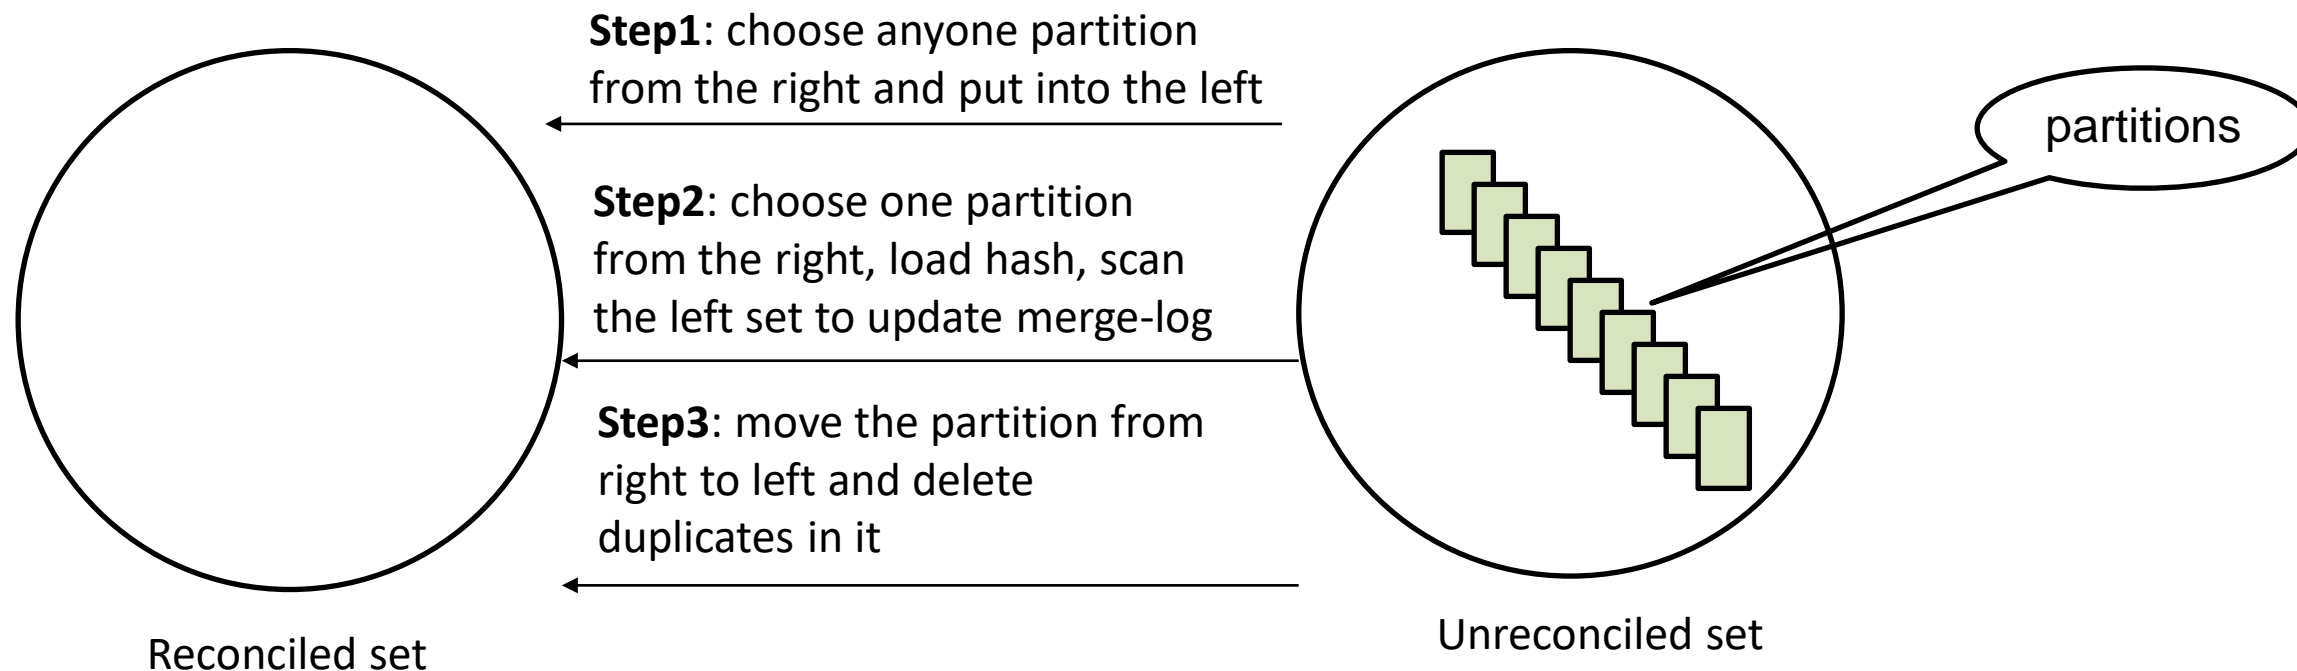 Step1: choose anyone partition
from the right and put into the left
Step2: choose one partition
from the right, load hash, scan
the left set to update merge-log
Step3: move the partition from
right to left and delete
duplicates in it
partitions
Reconciled set
Unreconciled set